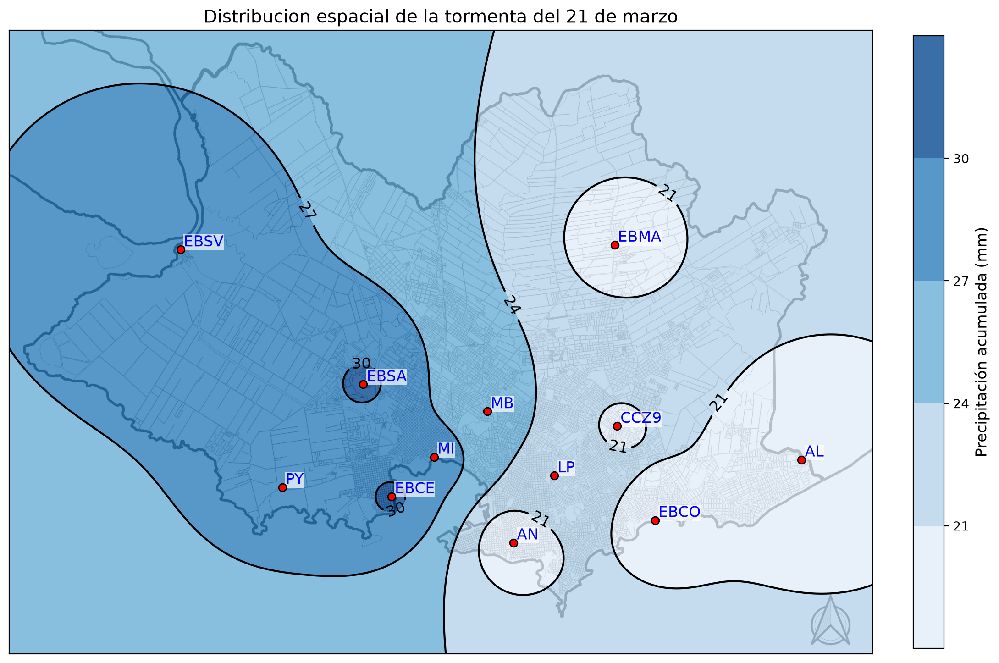 Distribucion espacial de la tormenta del 21 de marzo
21
27
30
EBSV
EBMA
24
27
30
EBSA
MB
21
CCZ9
24
21
MI
AL
LP
PY
EBCE
30
EBCO
21
21
AN
Precipitación acumulada (mm)